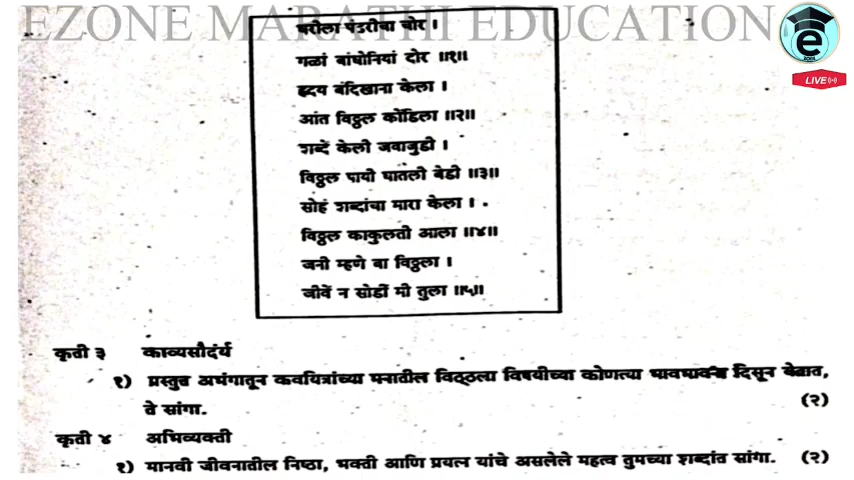 EZONE MARATHI EDUCATION
e
EZONE
LIVE
धरीला पंढरीचा चोर ।
गळां बांधोनियां दोर ॥१॥
हृदय बंदिखाना केला ।
आंत विठ्ठल कोंडिला ॥२॥
शब्दें केली जवाजुडी ।
विठ्ठल पायी घातली बेडी ॥३॥
सोहं शब्दांचा मारा केला ।
विठ्ठल काकुलती आला ॥४॥
जनी म्हणे बा विठ्ठला ।
जीवें न सोडीं मी तुला ॥५॥
कृती ३ काव्यसौदंर्य
१) प्रस्तुत अभंगातून कवयित्रांच्या मनातील विठ्ठला विषयीच्या कोणत्या भावभावना दिसून येतात,
ते सांगा. (२)
कृती ४ अभिव्यक्ती
१) मानवी जीवनातील निष्ठा, भक्ती आणि प्रयत्न यांचे असलेले महत्व तुमच्या शब्दांत सांगा. (२)